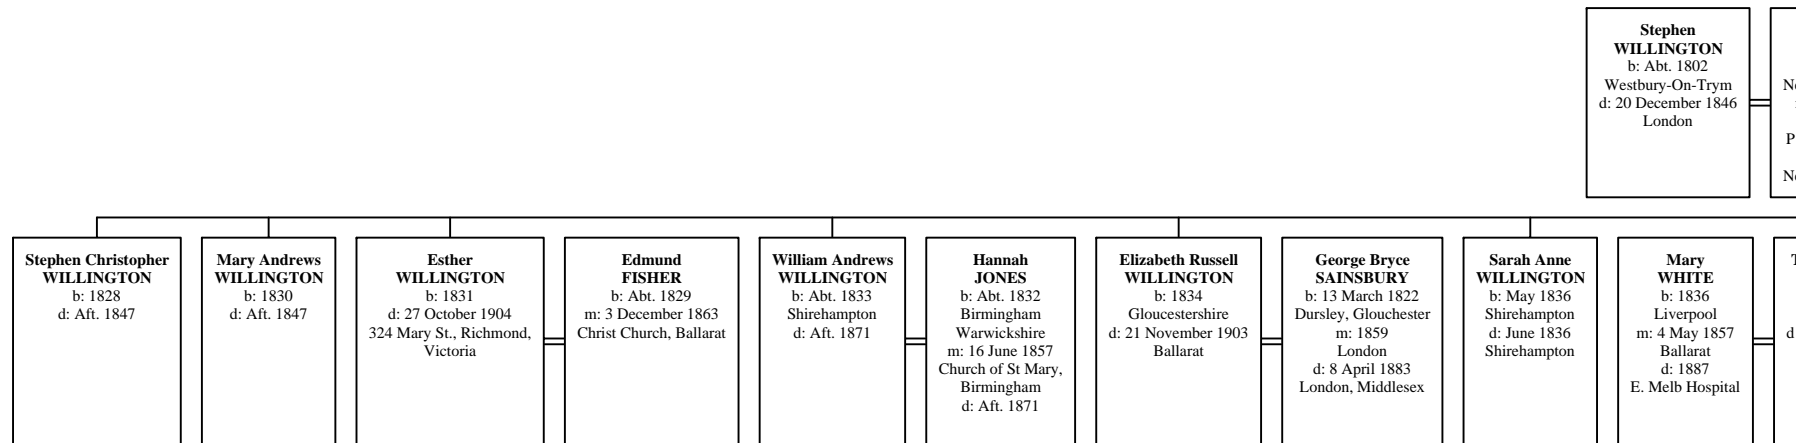 Stephen
WILLINGTON
b: Abt. 1802
Westbury-On-Trym
d: 20 December 1846
London
Stephen Christopher
WILLINGTON
b: 1828
d: Aft. 1847
Mary Andrews
WILLINGTON
b: 1830
d: Aft. 1847
Esther
WILLINGTON
b: 1831
d: 27 October 1904
324 Mary St., Richmond,
Victoria
Edmund
FISHER
b: Abt. 1829
m: 3 December 1863
Christ Church, Ballarat
William Andrews
WILLINGTON
b: Abt. 1833
Shirehampton
d: Aft. 1871
Hannah
JONES
b: Abt. 1832
Birmingham
Warwickshire
m: 16 June 1857
Church of St Mary,
Birmingham
d: Aft. 1871
Elizabeth Russell
WILLINGTON
b: 1834
Gloucestershire
d: 21 November 1903
Ballarat
George Bryce
SAINSBURY
b: 13 March 1822
Dursley, Glouchester
m: 1859
London
d: 8 April 1883
London, Middlesex
Sarah Anne
WILLINGTON
b: May 1836
Shirehampton
d: June 1836
Shirehampton
Mary
WHITE
b: 1836
Liverpool
m: 4 May 1857
Ballarat
d: 1887
E. Melb Hospital